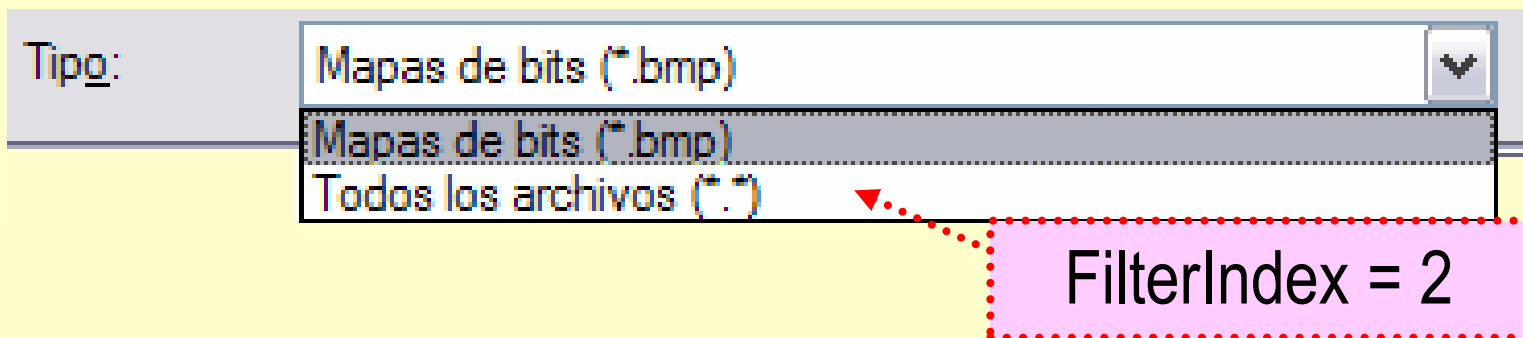 Tipo:
Mapas de bits (*.bmp)
Mapas de bits (*.bmp)
Todos los archivos (*.*)
FilterIndex = 2